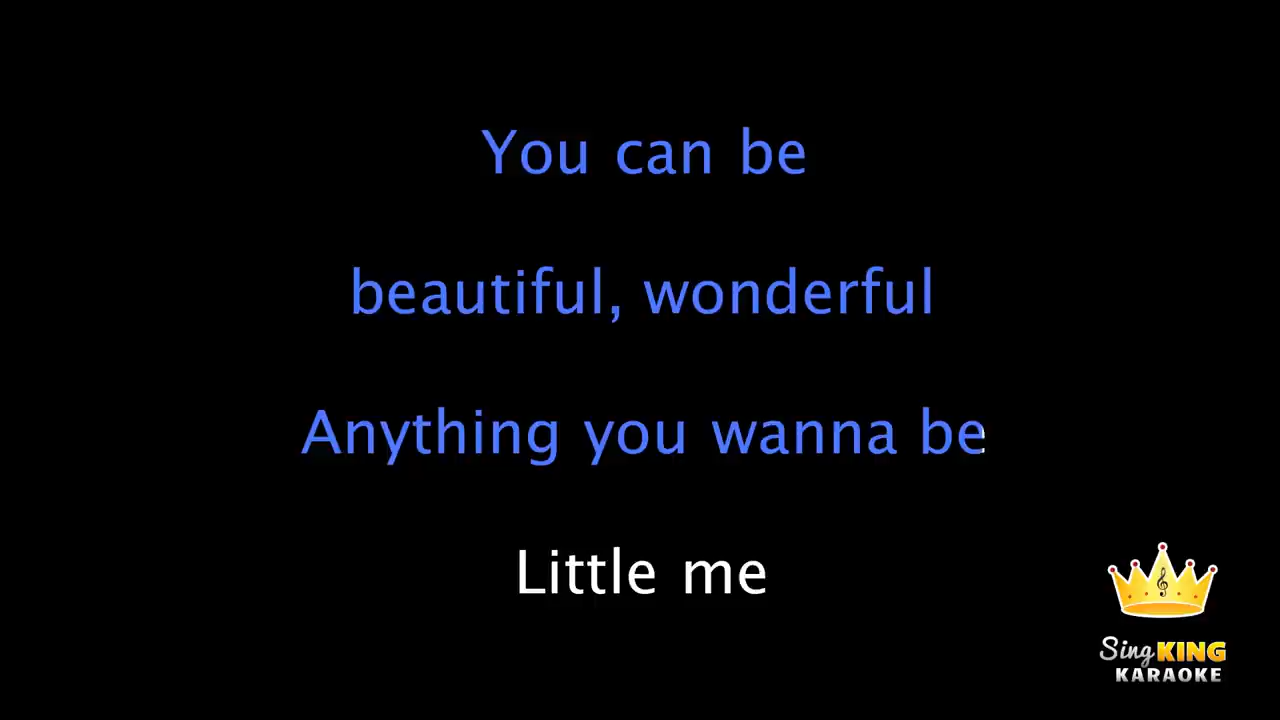 You can be
beautiful, wonderful
Anything you wanna be
Little me
Sing KING
KARAOKE